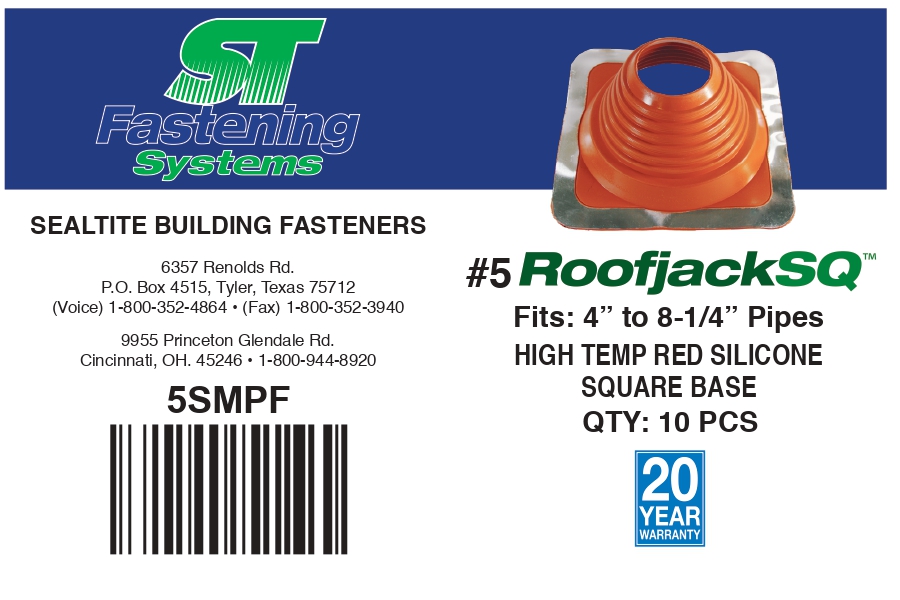 ST
Fastening
Systems
SEALTITE BUILDING FASTENERS
6357 Renolds Rd.
P.O. Box 4515, Tyler, Texas 75712
(Voice) 1-800-352-4864 • (Fax) 1-800-352-3940
9955 Princeton Glendale Rd.
Cincinnati, OH. 45246 • 1-800-944-8920
5SMPF
#5 RoofjackSQ™
Fits: 4” to 8-1/4” Pipes
HIGH TEMP RED SILICONE
SQUARE BASE
QTY: 10 PCS
20
YEAR
WARRANTY